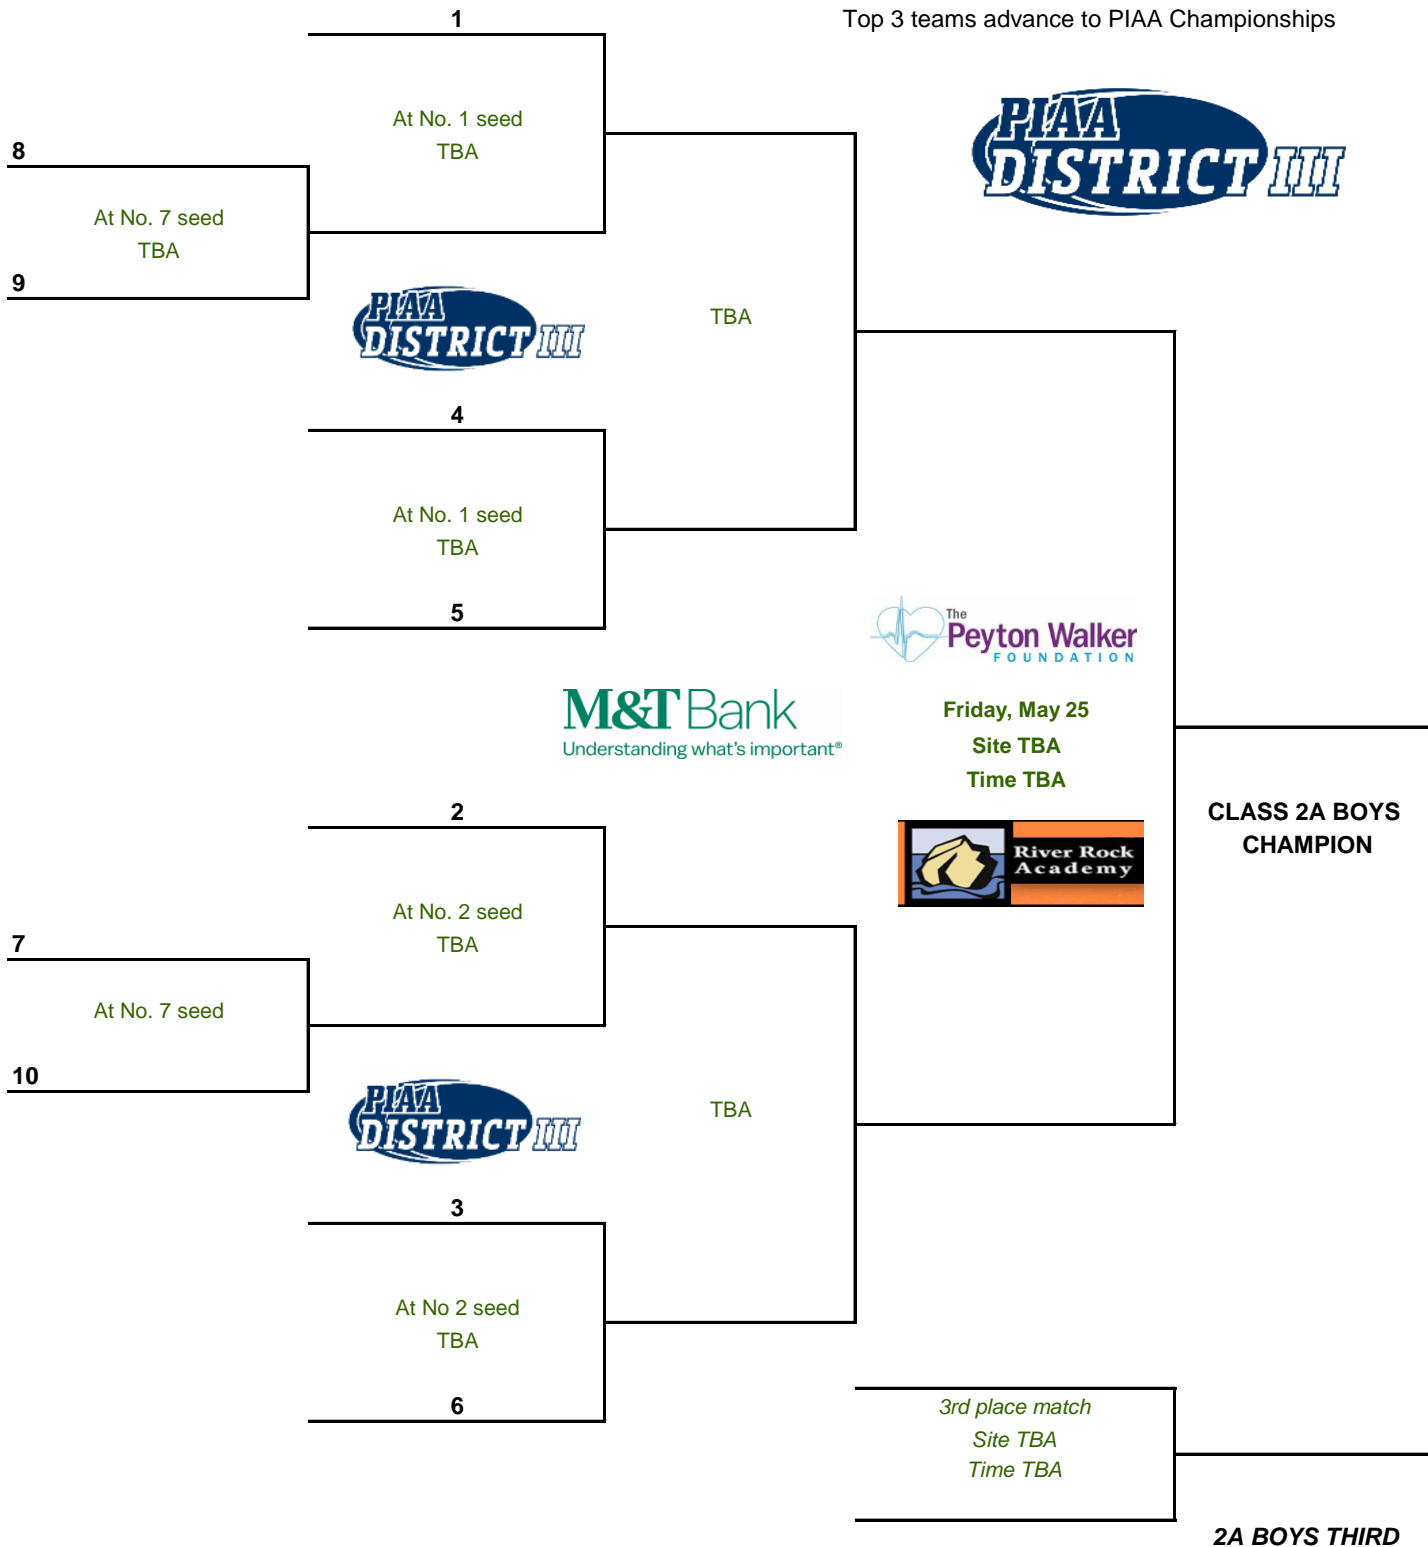 1
Top 3 teams advance to PIAA Championships
PIAA
DISTRICT III
At No. 1 seed
TBA
8
At No. 7 seed
TBA
9
PIAA
DISTRICT III
TBA
4
At No. 1 seed
TBA
5
The
Peyton Walker
FOUNDATION
M&T Bank
Understanding what's important®
Friday, May 25
Site TBA
Time TBA
2
CLASS 2A BOYS
CHAMPION
River Rock
Academy
At No. 2 seed
TBA
7
At No. 7 seed
10
PIAA
DISTRICT III
TBA
3
At No 2 seed
TBA
6
3rd place match
Site TBA
Time TBA
2A BOYS THIRD